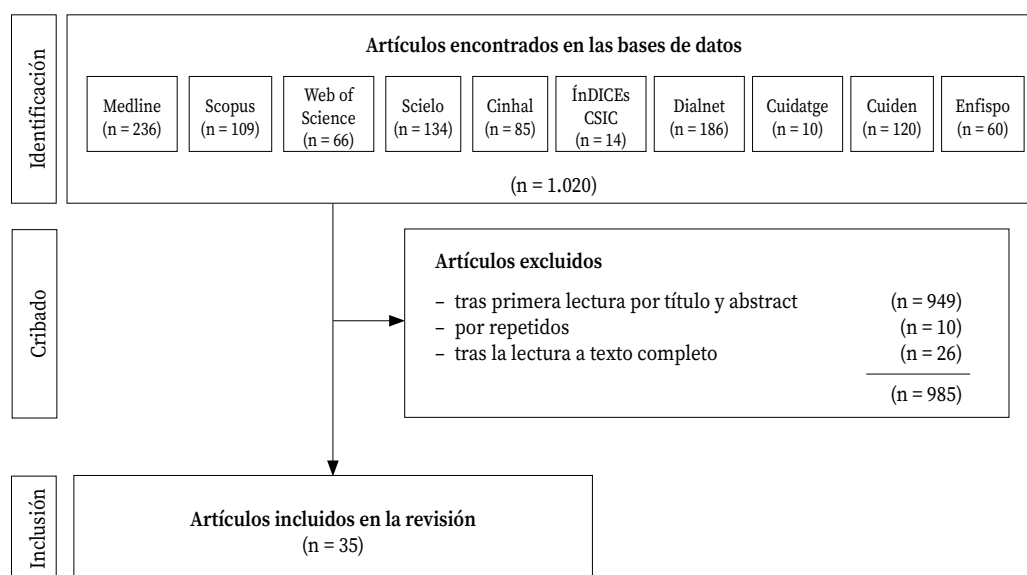 Identificación
Artículos encontrados en las bases de datos
Medline
(n = 236)
Scopus
(n = 109)
Web of
Science
(n = 66)
Scielo
(n = 134)
Cinhal
(n = 85)
ÍnDICEs
CSIC
(n = 14)
Dialnet
(n = 186)
Cuidatge
(n = 10)
Cuiden
(n = 120)
Enfispo
(n = 60)
(n = 1.020)
Cribado
Artículos excluidos
– tras primera lectura por título y abstract (n = 949)
– por repetidos (n = 10)
– tras la lectura a texto completo (n = 26)
(n = 985)
Inclusión
Artículos incluidos en la revisión
(n = 35)